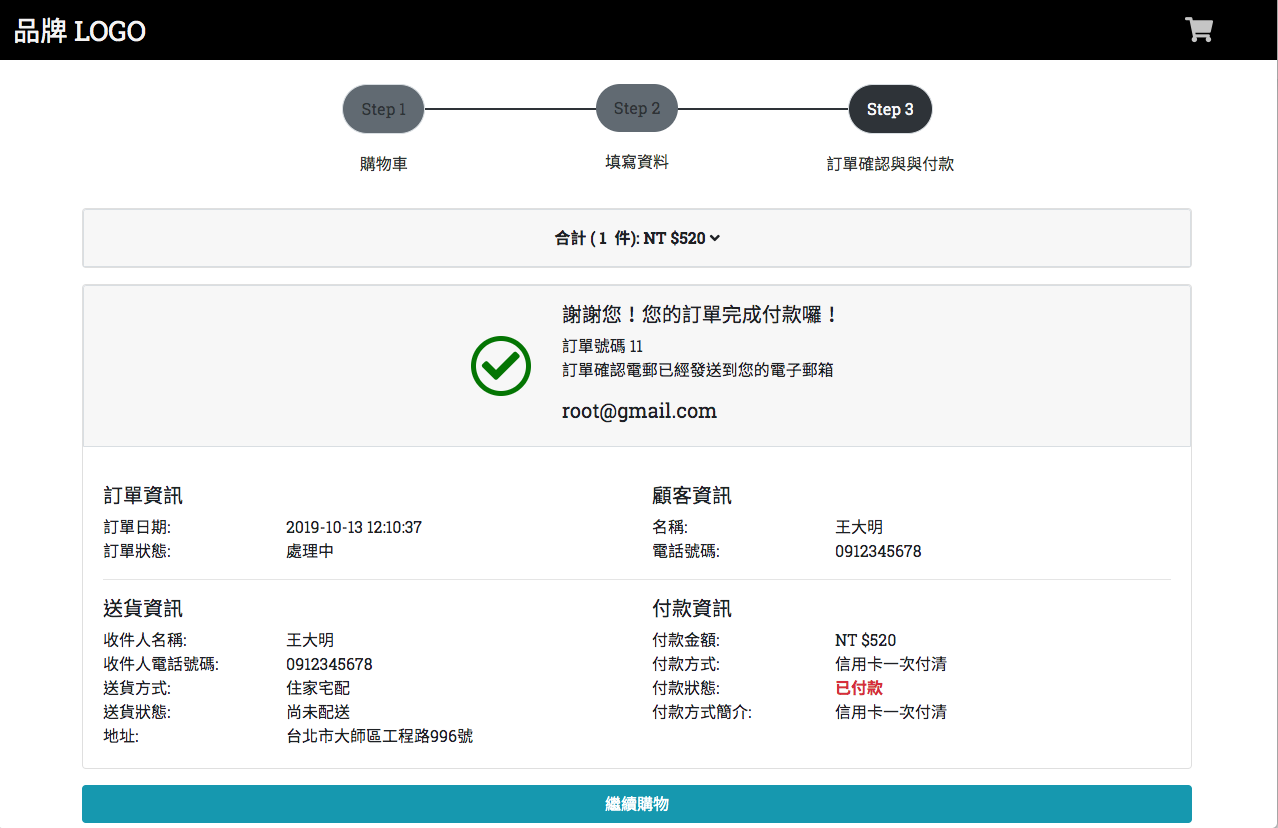 品牌 LOGO
Step 1
Step 2
Step 3
購物車
填寫資料
訂單確認與與付款
合計 ( 1 件): NT $520
謝謝您！您的訂單完成付款囉！
訂單號碼 11
訂單確認電郵已經發送到您的電子郵箱
root@gmail.com
訂單資訊
訂單日期: 2019-10-13 12:10:37
訂單狀態: 處理中
顧客資訊
名稱: 王大明
電話號碼: 0912345678
送貨資訊
收件人名稱: 王大明
收件人電話號碼: 0912345678
送貨方式: 住家宅配
送貨狀態: 尚未配送
地址: 台北市大師區工程路996號
付款資訊
付款金額: NT $520
付款方式: 信用卡一次付清
付款狀態: 已付款
付款方式簡介: 信用卡一次付清
繼續購物